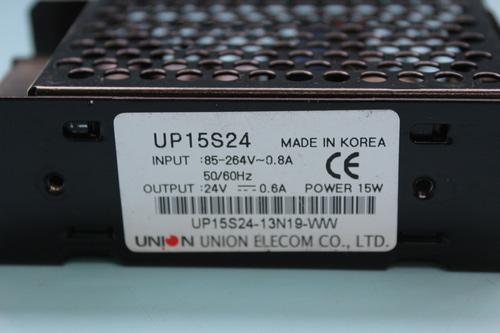 UP15S24 MADE IN KOREA
INPUT :85-264V~0.8A
50/60Hz CE
OUTPUT :24V ⎓ 0.6A POWER 15W
UP15S24-13N19-WW
UNION UNION ELECOM CO., LTD.